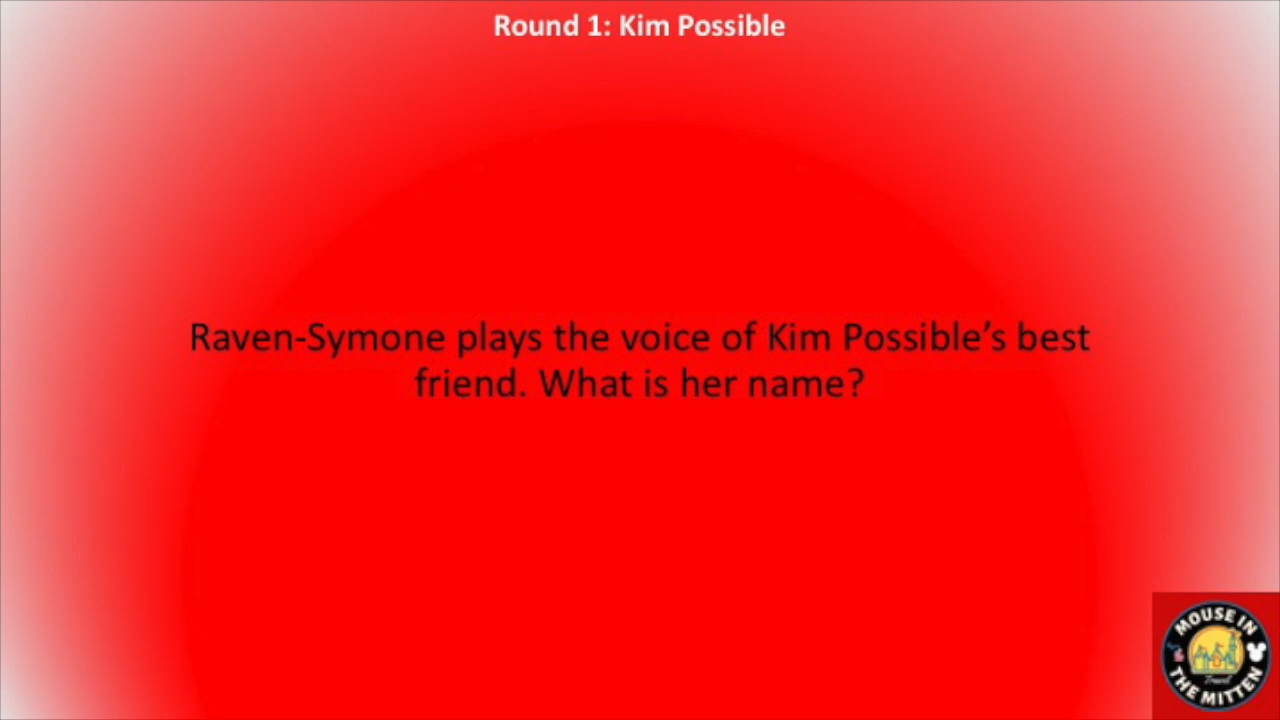 Round 1: Kim Possible
Raven-Symone plays the voice of Kim Possible’s best
friend. What is her name?
MOUSE IN
Travel
THE MITTEN